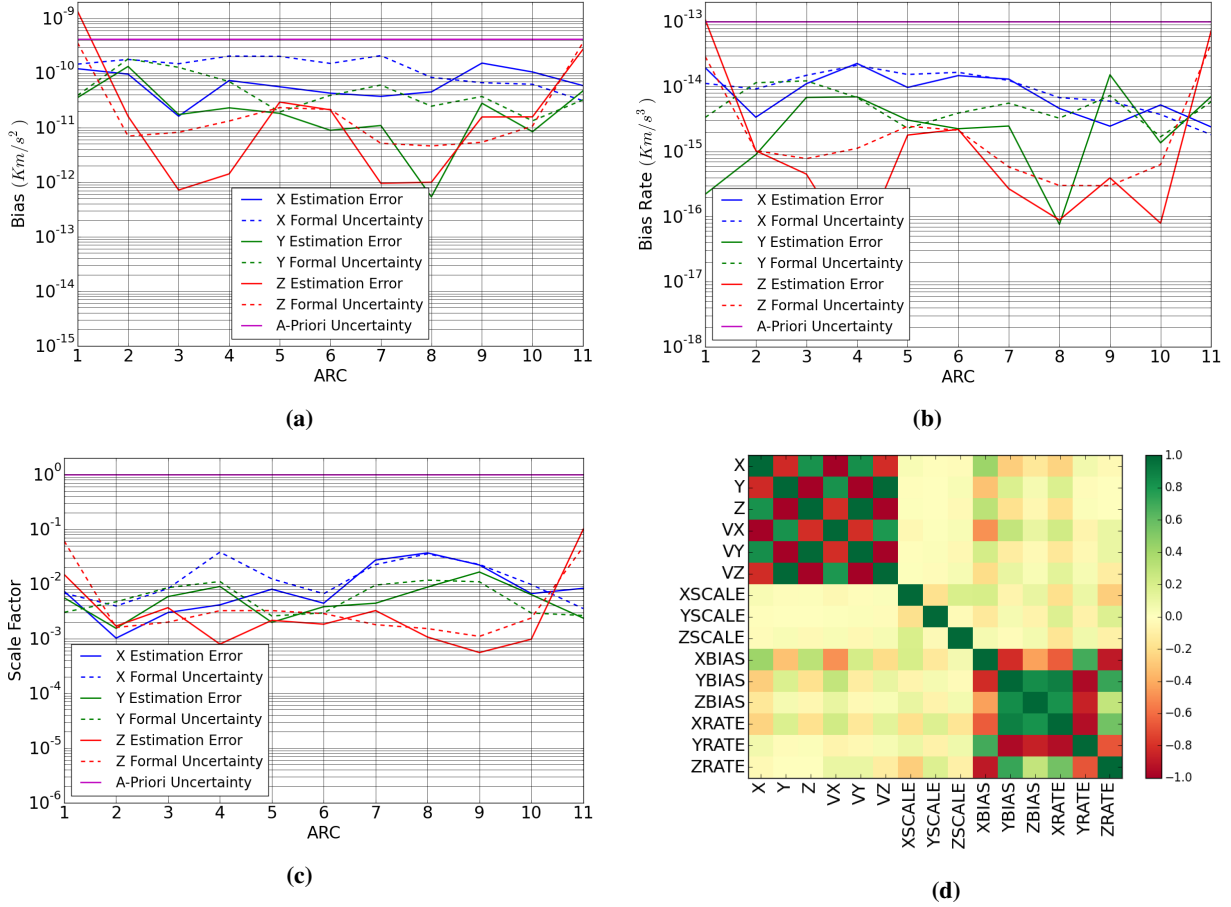 10⁻⁹
10⁻¹⁰
10⁻¹¹
10⁻¹²
10⁻¹³
10⁻¹⁴
10⁻¹⁵
Bias (Km/s²)
X Estimation Error
X Formal Uncertainty
Y Estimation Error
Y Formal Uncertainty
Z Estimation Error
Z Formal Uncertainty
A-Priori Uncertainty
1 2 3 4 5 6 7 8 9 10 11
ARC
(a)
10⁻¹³
10⁻¹⁴
10⁻¹⁵
10⁻¹⁶
10⁻¹⁷
10⁻¹⁸
Bias Rate (Km/s³)
X Estimation Error
X Formal Uncertainty
Y Estimation Error
Y Formal Uncertainty
Z Estimation Error
Z Formal Uncertainty
A-Priori Uncertainty
1 2 3 4 5 6 7 8 9 10 11
ARC
(b)
10⁰
10⁻¹
10⁻²
10⁻³
10⁻⁴
10⁻⁵
10⁻⁶
Scale Factor
X Estimation Error
X Formal Uncertainty
Y Estimation Error
Y Formal Uncertainty
Z Estimation Error
Z Formal Uncertainty
A-Priori Uncertainty
1 2 3 4 5 6 7 8 9 10 11
ARC
(c)
X
Y
Z
VX
VY
VZ
XSCALE
YSCALE
ZSCALE
XBIAS
YBIAS
ZBIAS
XRATE
YRATE
ZRATE
X Y Z VX VY VZ XSCALE YSCALE ZSCALE XBIAS YBIAS ZBIAS XRATE YRATE ZRATE
1.0
0.8
0.6
0.4
0.2
0.0
−0.2
−0.4
−0.6
−0.8
−1.0
(d)